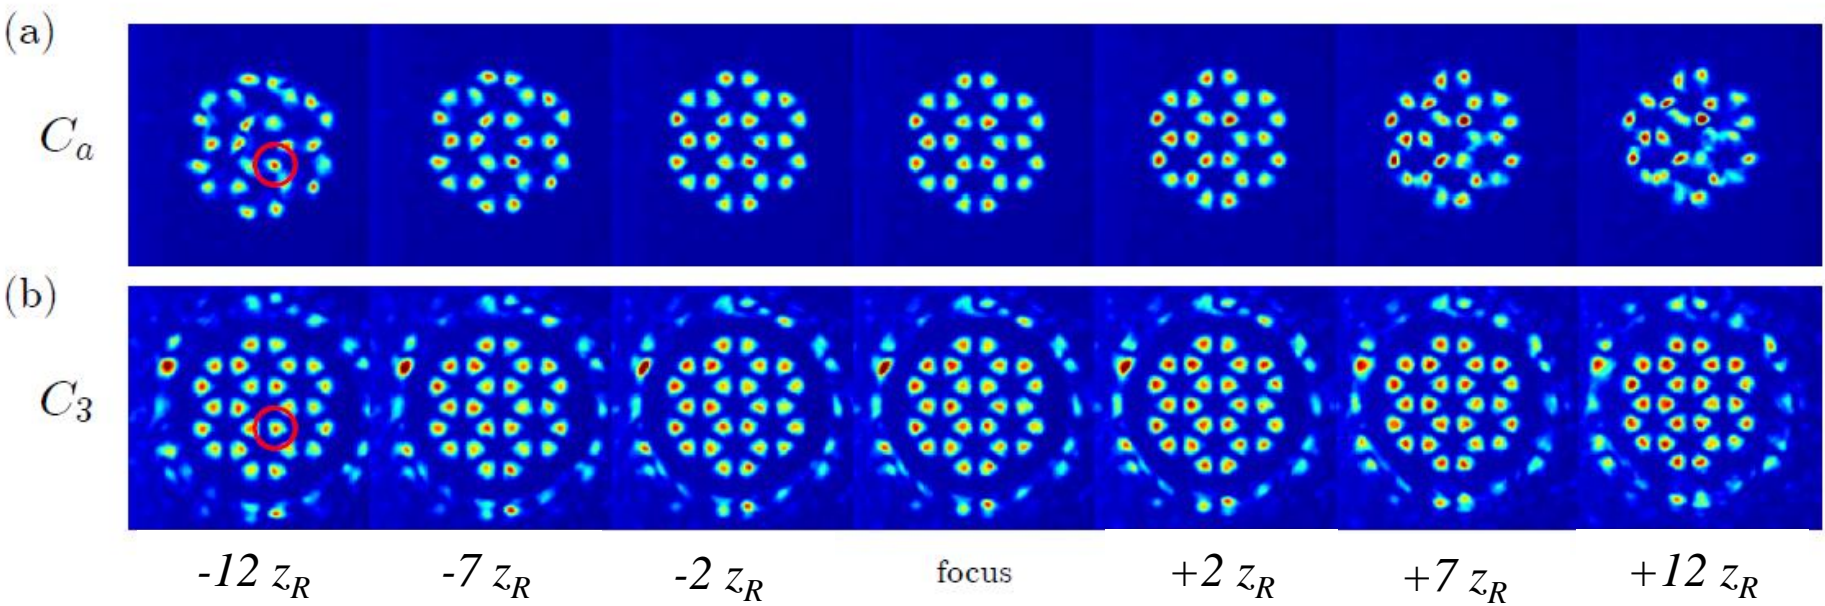 (a)
C_a
(b)
C_3
-12 z_R -7 z_R -2 z_R focus +2 z_R +7 z_R +12 z_R